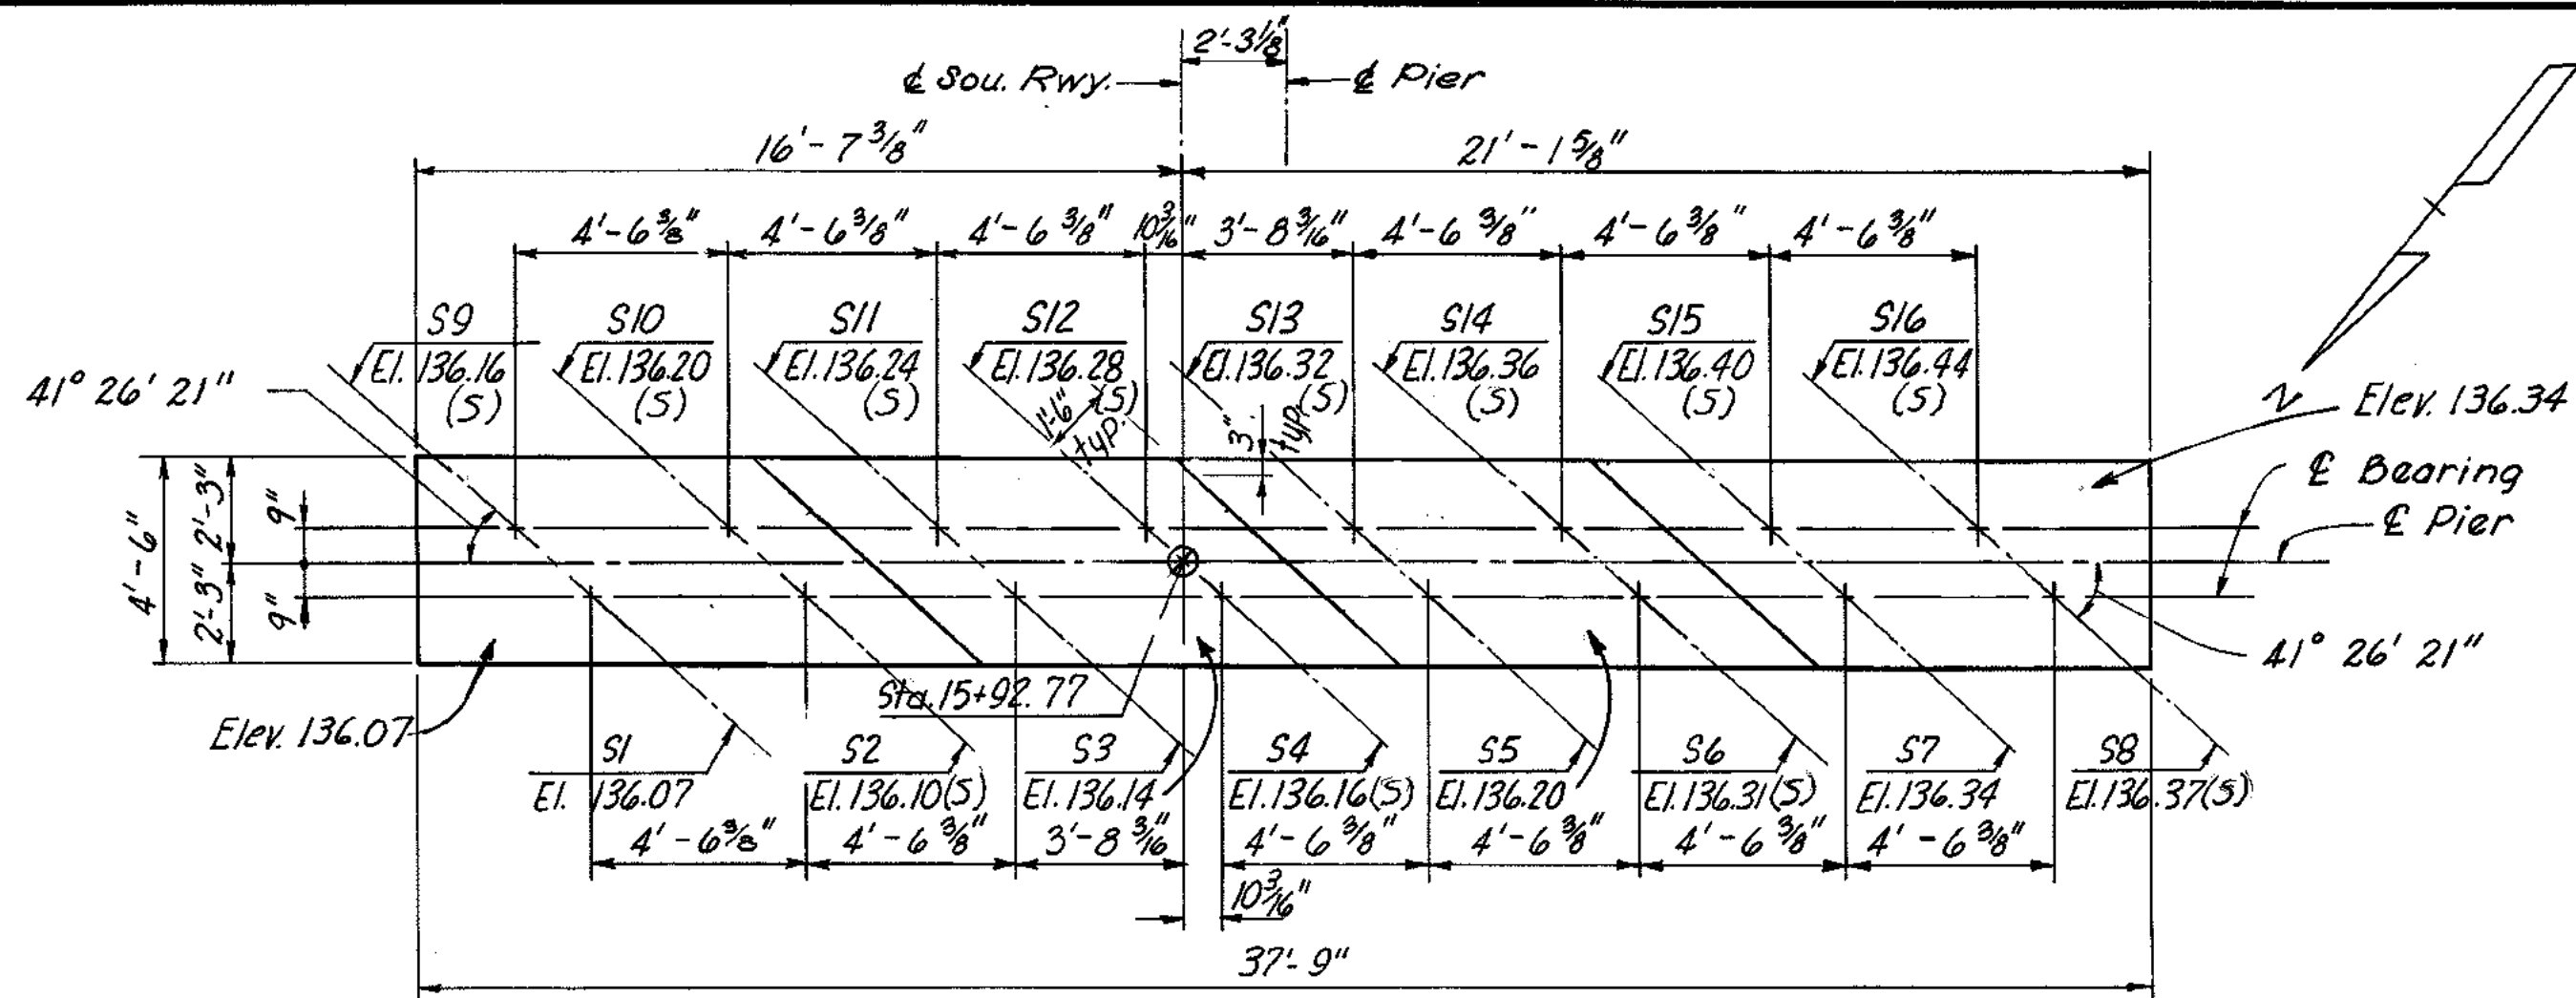 2'-3 1/8"
₵ Sou. Rwy.
₵ Pier
16'-7 3/8"
21'-1 5/8"
4'-6 3/8"
4'-6 3/8"
4'-6 3/8"
10 3/16"
3'-8 3/16"
4'-6 3/8"
4'-6 3/8"
4'-6 3/8"
S9
S10
S11
S12
S13
S14
S15
S16
El. 136.16
El. 136.20
El. 136.24
El. 136.28
El. 136.32
El. 136.36
El. 136.40
El. 136.44
(S)
(S)
(S)
(S)
(S)
(S)
(S)
(S)
41° 26' 21"
1'-6"
typ.
3"
typ.
N
Elev. 136.34
₵ Bearing
₵ Pier
4'-6"
2'-3"
2'-3"
9"
9"
41° 26' 21"
Sta. 15+92.77
Elev. 136.07
S1
S2
S3
S4
S5
S6
S7
S8
El. 136.07
El. 136.10(S)
El. 136.14
El. 136.16(S)
El. 136.20
El. 136.31(S)
El. 136.34
El. 136.37(S)
4'-6 3/8"
4'-6 3/8"
3'-8 3/16"
4'-6 3/8"
4'-6 3/8"
4'-6 3/8"
4'-6 3/8"
10 3/16"
37'-9"